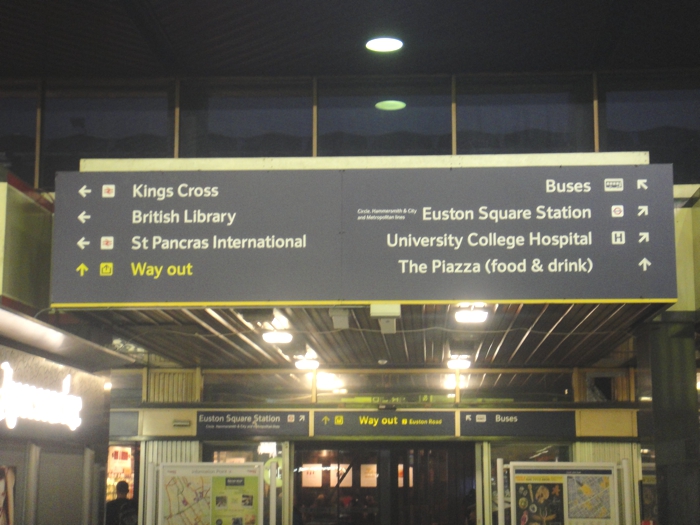 Kings Cross
British Library
St Pancras International
Way out
Buses
Circle, Hammersmith & City
and Metropolitan lines
Euston Square Station
University College Hospital
H
The Piazza (food & drink)
Euston Square Station
Way out
Euston Road
Buses